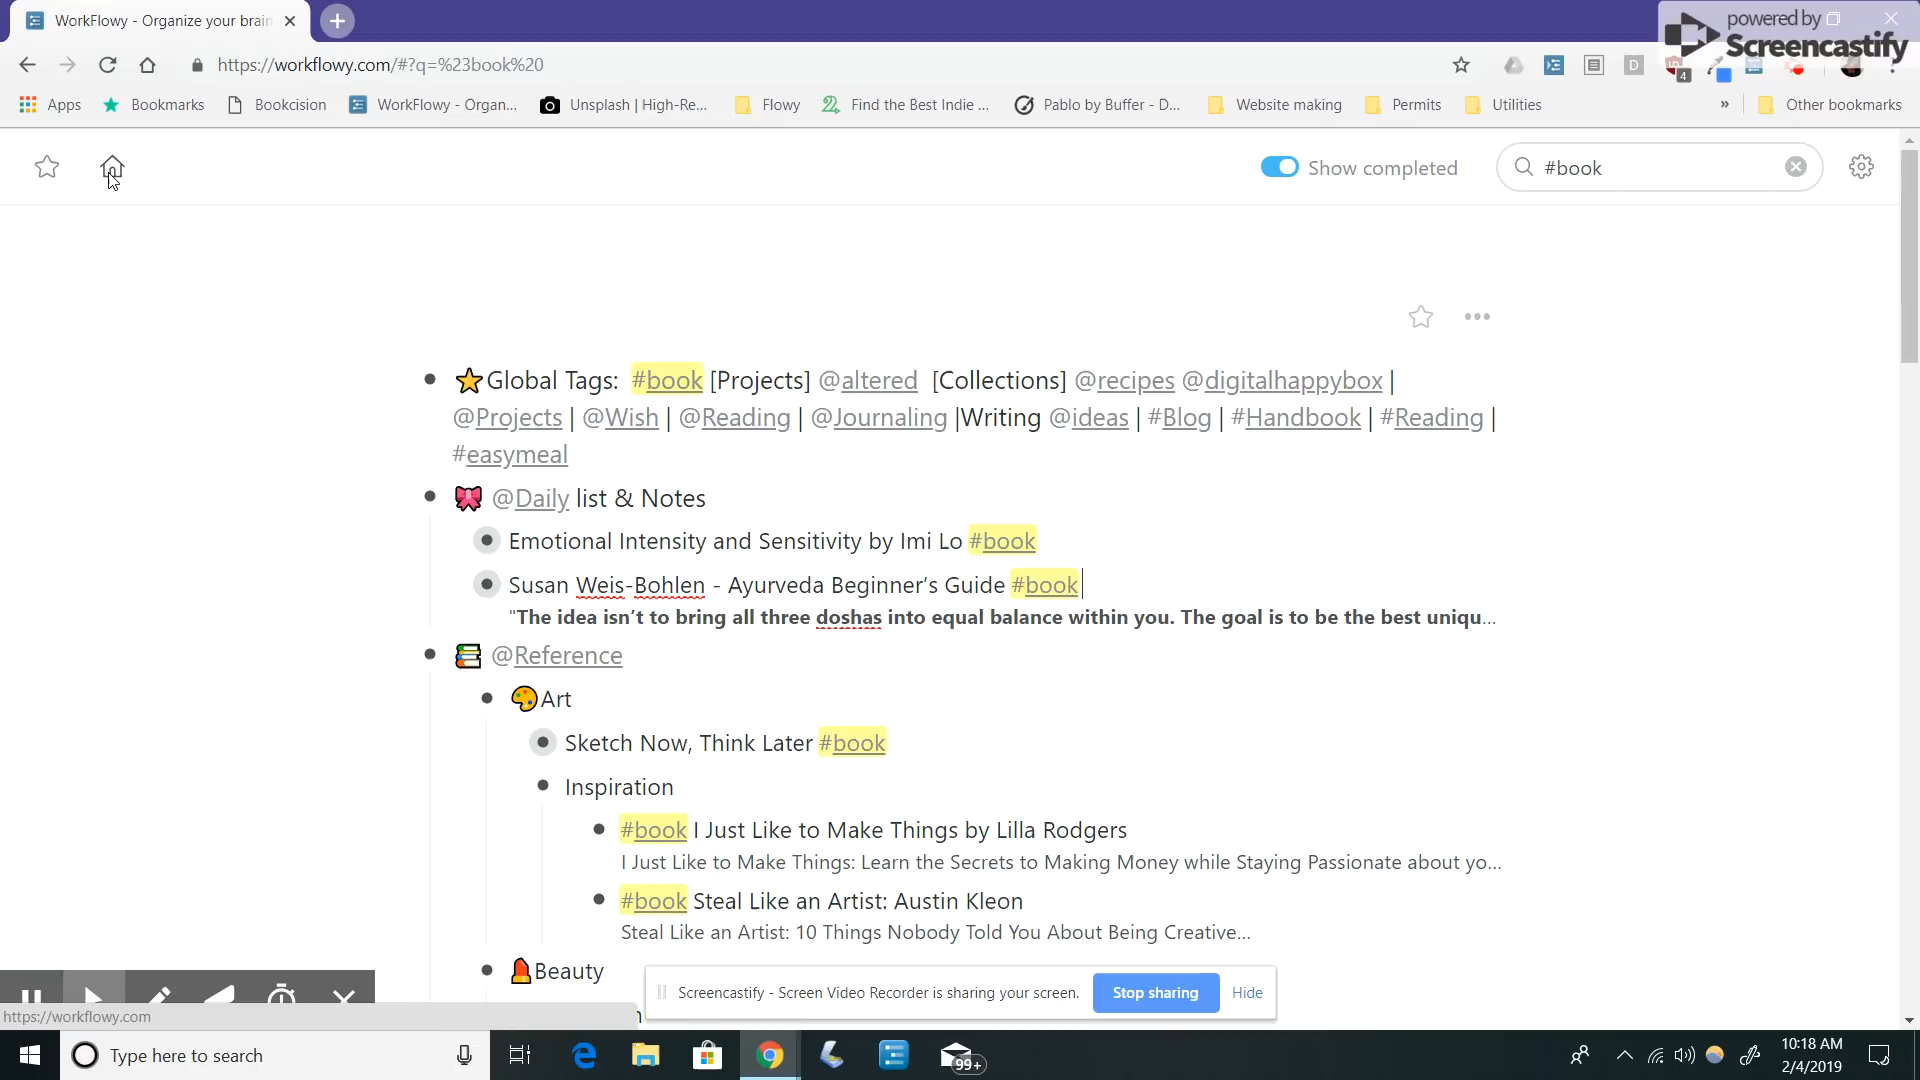 WorkFlowy - Organize your brain
powered by
Screencastify
https://workflowy.com/#?q=%23book%20
4
Apps
Bookmarks
Bookcision
WorkFlowy - Organ...
Unsplash | High-Re...
Flowy
Find the Best Indie ...
Pablo by Buffer - D...
Website making
Permits
Utilities
»
Other bookmarks
Show completed
#book
Global Tags: #book [Projects] @altered [Collections] @recipes @digitalhappybox |
@Projects | @Wish | @Reading | @Journaling |Writing @ideas | #Blog | #Handbook | #Reading |
#easymeal
@Daily list & Notes
Emotional Intensity and Sensitivity by Imi Lo #book
Susan Weis-Bohlen - Ayurveda Beginner’s Guide #book
"The idea isn’t to bring all three doshas into equal balance within you. The goal is to be the best uniqu...
@Reference
Art
Sketch Now, Think Later #book
Inspiration
#book I Just Like to Make Things by Lilla Rodgers
I Just Like to Make Things: Learn the Secrets to Making Money while Staying Passionate about yo...
#book Steal Like an Artist: Austin Kleon
Steal Like an Artist: 10 Things Nobody Told You About Being Creative...
Beauty
Screencastify - Screen Video Recorder is sharing your screen.
Stop sharing
Hide
https://workflowy.com
Type here to search
99+
10:18 AM
2/4/2019